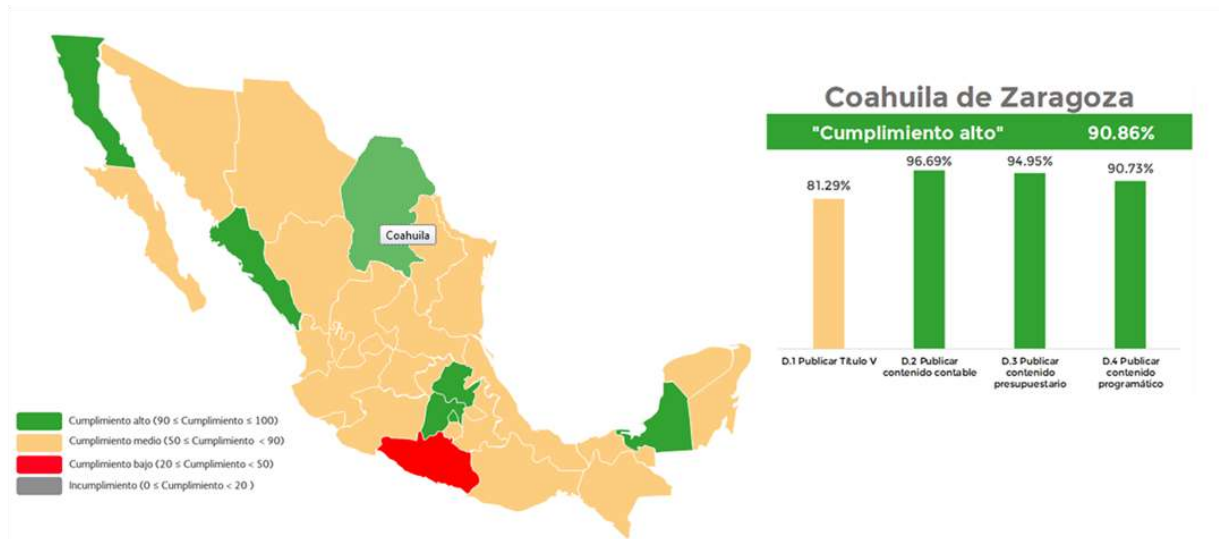 Coahuila
Cumplimiento alto (90 ≤ Cumplimiento ≤ 100)
Cumplimiento medio (50 ≤ Cumplimiento < 90)
Cumplimiento bajo (20 ≤ Cumplimiento < 50)
Incumplimiento (0 ≤ Cumplimiento < 20 )
Coahuila de Zaragoza
"Cumplimiento alto" 90.86%
81.29%
96.69%
94.95%
90.73%
D.1 Publicar Título V
D.2 Publicar
contenido contable
D.3 Publicar
contenido
presupuestario
D.4 Publicar
contenido
programático